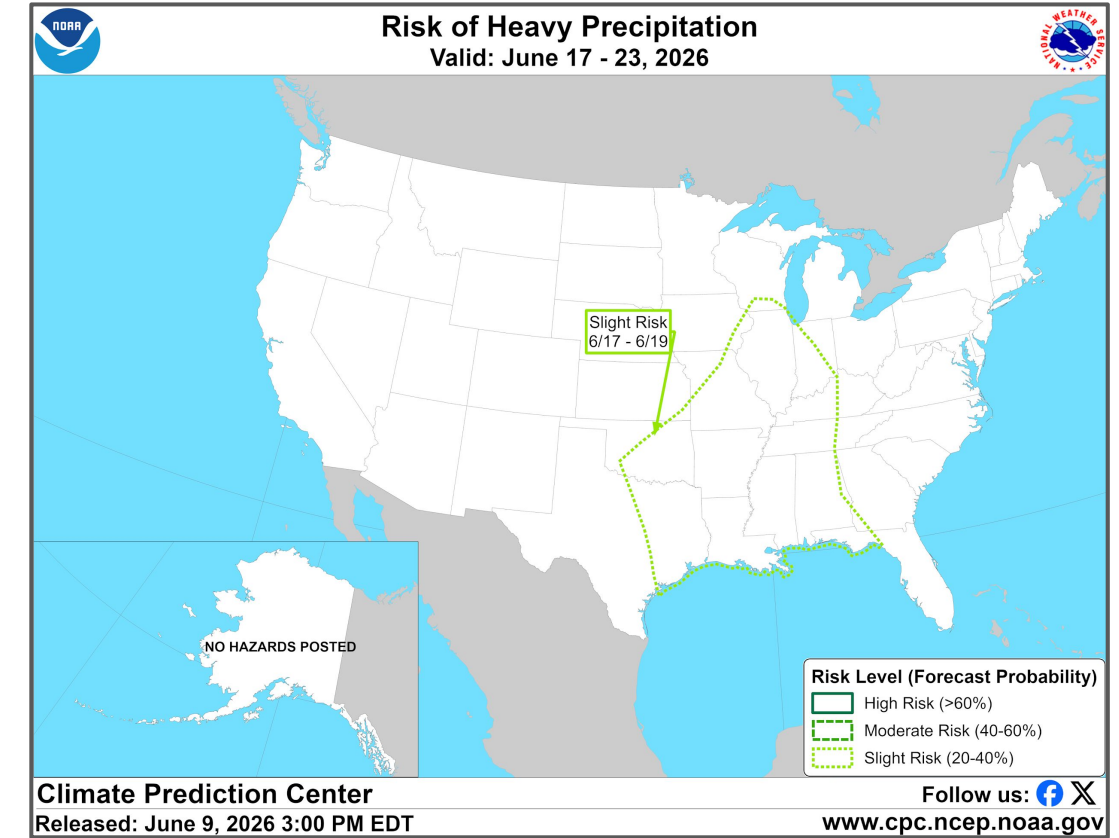 NOAA
Risk of Heavy Precipitation
Valid: June 17 - 23, 2026
NATIONAL WEATHER SERVICE
Slight Risk
6/17 - 6/19
NO HAZARDS POSTED
Risk Level (Forecast Probability)
High Risk (>60%)
Moderate Risk (40-60%)
Slight Risk (20-40%)
Climate Prediction Center
Follow us:
Released: June 9, 2026 3:00 PM EDT
www.cpc.ncep.noaa.gov